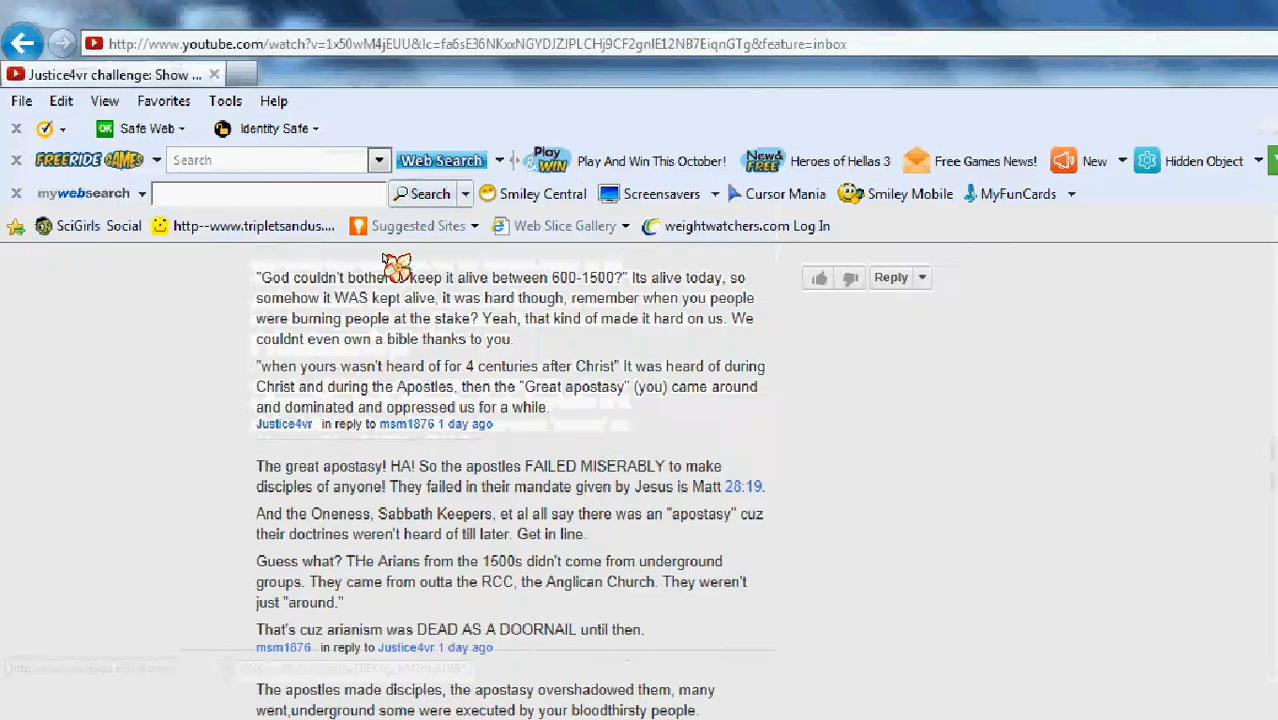 http://www.youtube.com/watch?v=1x50wM4jEUU&lc=fa6sE36NKxxNGYDJZJPLCHj9CF2gnIE12NB7EiqnGTg&feature=inbox
Justice4vr challenge: Show ...
File Edit View Favorites Tools Help
Safe Web Identity Safe
FREERIDE GAMES Search Web Search Play And WIN Play And Win This October! New & FREE Heroes of Hellas 3 Free Games News! New Hidden Object
mywebsearch Search Smiley Central Screensavers Cursor Mania Smiley Mobile MyFunCards
SciGirls Social http--www.tripletsandus.... Suggested Sites Web Slice Gallery weightwatchers.com Log In
"God couldn't bother keep it alive between 600-1500?" Its alive today, so
somehow it WAS kept alive, it was hard though, remember when you people
were burning people at the stake? Yeah, that kind of made it hard on us. We
couldnt even own a bible thanks to you.
"when yours wasn't heard of for 4 centuries after Christ" It was heard of during
Christ and during the Apostles, then the "Great apostasy" (you) came around
and dominated and oppressed us for a while.
Justice4vr in reply to msm1876 1 day ago
Reply
The great apostasy! HA! So the apostles FAILED MISERABLY to make
disciples of anyone! They failed in their mandate given by Jesus is Matt 28:19.
And the Oneness, Sabbath Keepers, et al all say there was an "apostasy" cuz
their doctrines weren't heard of till later. Get in line.
Guess what? THe Arians from the 1500s didn't come from underground
groups. They came from outta the RCC, the Anglican Church. They weren't
just "around."
That's cuz arianism was DEAD AS A DOORNAIL until then.
msm1876 in reply to Justice4vr 1 day ago
The apostles made disciples, the apostasy overshadowed them, many
went,underground some were executed by your bloodthirsty people.